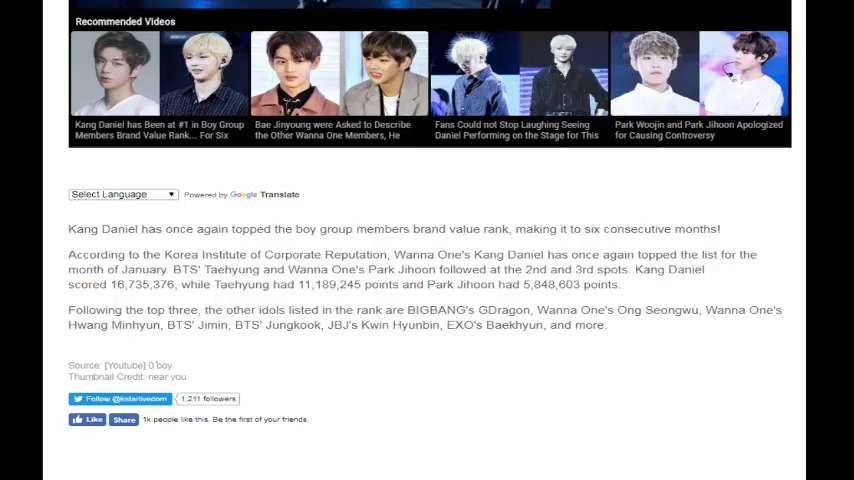 Recommended Videos
Kang Daniel has Been at #1 in Boy Group
Members Brand Value Rank... For Six
Bae Jinyoung were Asked to Describe
the Other Wanna One Members, He
Fans Could not Stop Laughing Seeing
Daniel Performing on the Stage for This
Park Woojin and Park Jihoon Apologized
for Causing Controversy
Select Language Powered by Google Translate
Kang Daniel has once again topped the boy group members brand value rank, making it to six consecutive months!
According to the Korea Institute of Corporate Reputation, Wanna One's Kang Daniel has once again topped the list for the
month of January. BTS' Taehyung and Wanna One's Park Jihoon followed at the 2nd and 3rd spots. Kang Daniel
scored 16,735,376, while Taehyung had 11,189,245 points and Park Jihoon had 5,848,603 points.
Following the top three, the other idols listed in the rank are BIGBANG's GDragon, Wanna One's Ong Seongwu, Wanna One's
Hwang Minhyun, BTS' Jimin, BTS' Jungkook, JBJ's Kwin Hyunbin, EXO's Baekhyun, and more.
Source: [Youtube] boy
Thumbnail Credit: near you
Follow @kstarlivecom 1,211 followers
Like Share 1k people like this. Be the first of your friends.